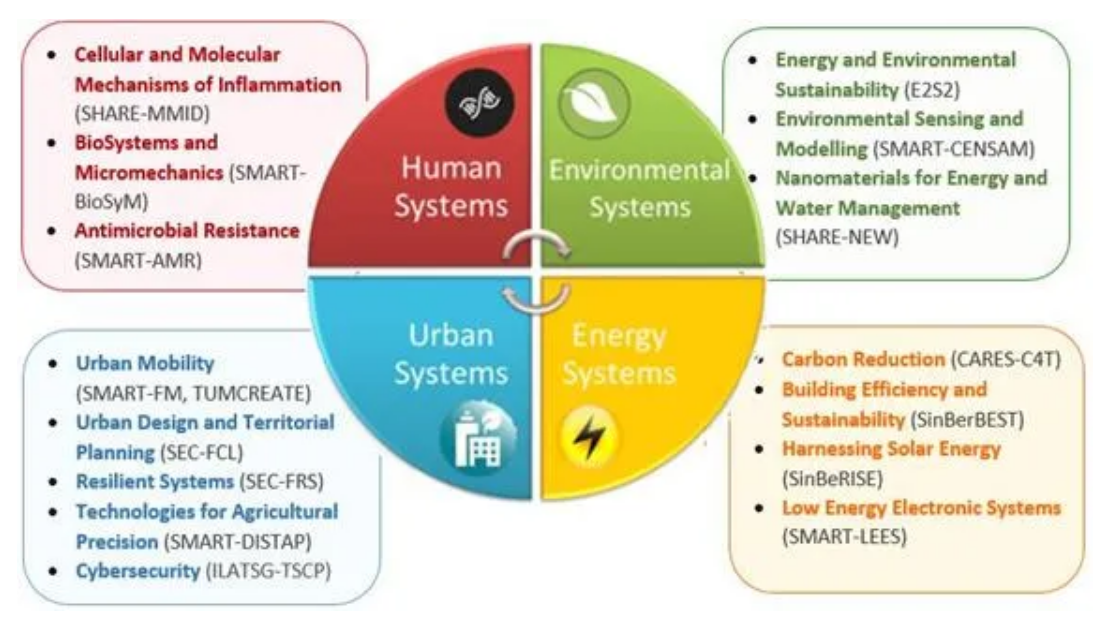 • Cellular and Molecular
Mechanisms of Inflammation
(SHARE-MMID)
• BioSystems and
Micromechanics (SMART-
BioSyM)
• Antimicrobial Resistance
(SMART-AMR)
Human
Systems
Environmental
Systems
• Energy and Environmental
Sustainability (E2S2)
• Environmental Sensing and
Modelling (SMART-CENSAM)
• Nanomaterials for Energy and
Water Management
(SHARE-NEW)
• Urban Mobility
(SMART-FM, TUMCREATE)
• Urban Design and Territorial
Planning (SEC-FCL)
• Resilient Systems (SEC-FRS)
• Technologies for Agricultural
Precision (SMART-DISTAP)
• Cybersecurity (ILATSG-TSCP)
Urban
Systems
Energy
Systems
• Carbon Reduction (CARES-C4T)
• Building Efficiency and
Sustainability (SinBerBEST)
• Harnessing Solar Energy
(SinBeRISE)
• Low Energy Electronic Systems
(SMART-LEES)